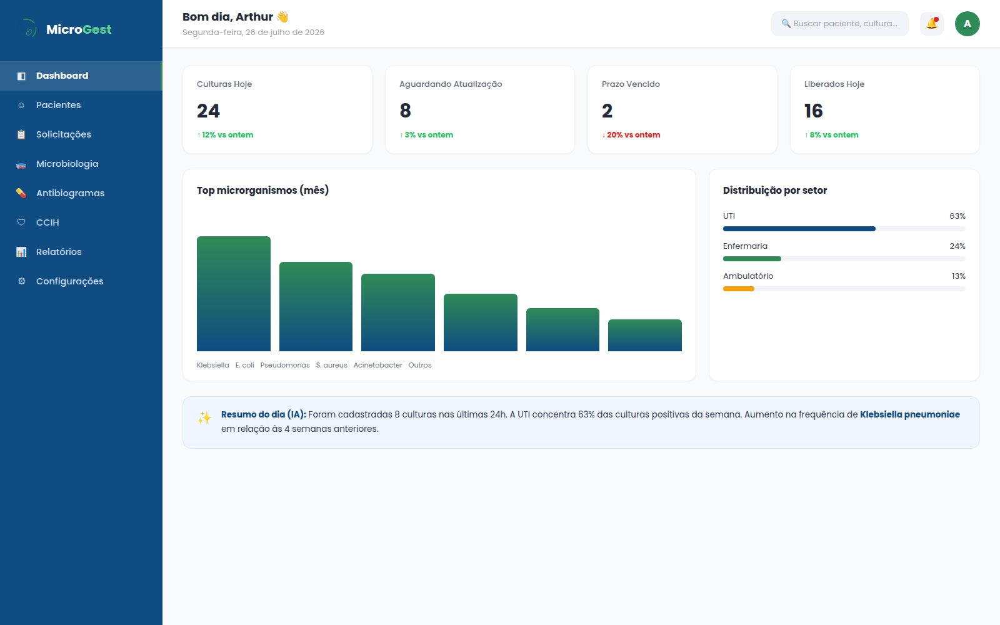 MicroGest
Dashboard
Pacientes
Solicitações
Microbiologia
Antibiogramas
CCIH
Relatórios
Configurações
Bom dia, Arthur 👋
Segunda-feira, 26 de julho de 2026
🔍 Buscar paciente, cultura...
A
Culturas Hoje
24
↑ 12% vs ontem
Aguardando Atualização
8
↑ 3% vs ontem
Prazo Vencido
2
↓ 20% vs ontem
Liberados Hoje
16
↑ 8% vs ontem
Top microrganismos (mês)
Klebsiella E. coli Pseudomonas S. aureus Acinetobacter Outros
Distribuição por setor
UTI 63%
Enfermaria 24%
Ambulatório 13%
✨ Resumo do dia (IA): Foram cadastradas 8 culturas nas últimas 24h. A UTI concentra 63% das culturas positivas da semana. Aumento na frequência de Klebsiella pneumoniae
em relação às 4 semanas anteriores.